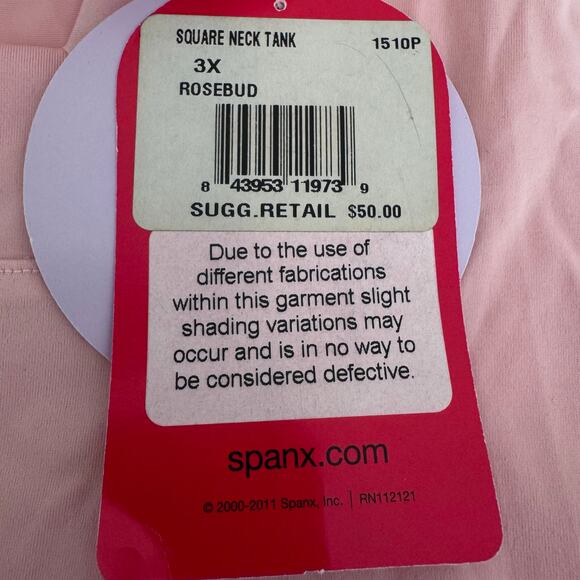 SQUARE NECK TANK 1510P
3X
ROSEBUD
8 43953 11973 9
SUGG.RETAIL $50.00
Due to the use of
different fabrications
within this garment slight
shading variations may
occur and is in no way to
be considered defective.
spanx.com
© 2000-2011 Spanx, Inc. | RN112121